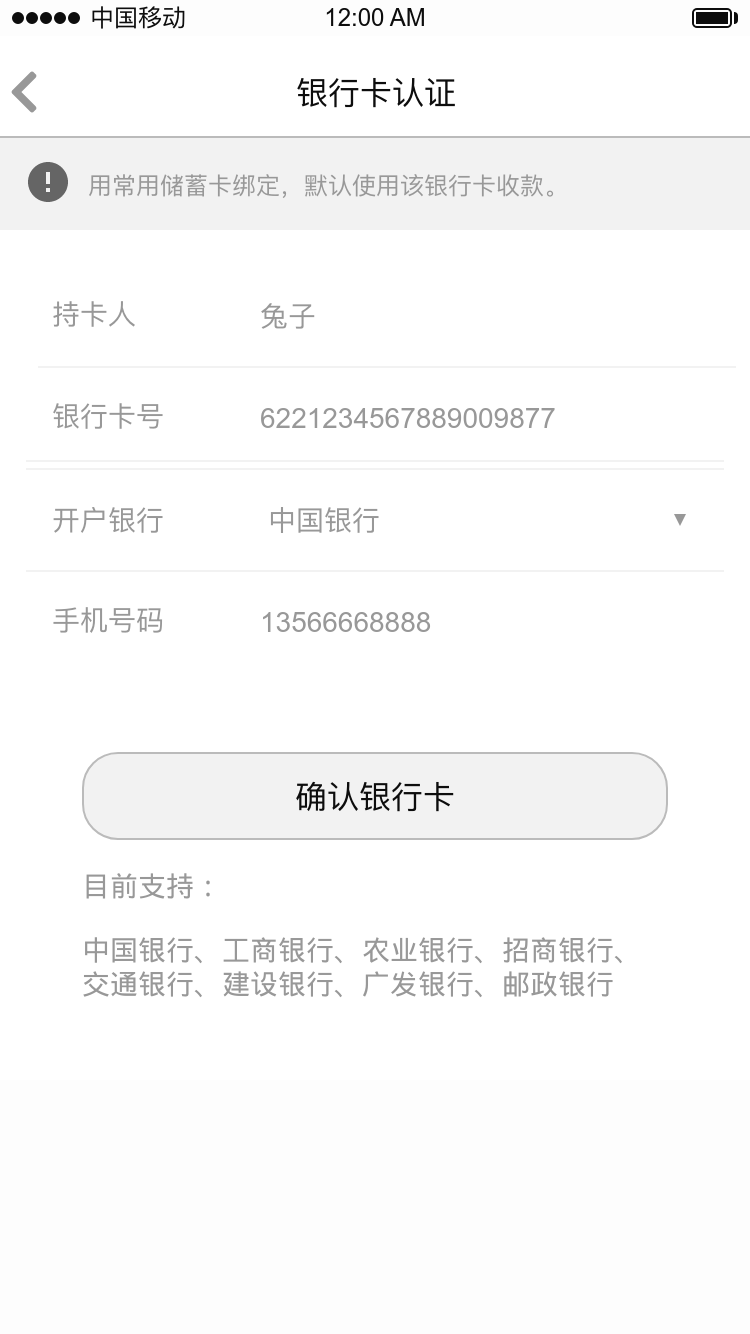 中国移动 12:00 AM
银行卡认证
用常用储蓄卡绑定，默认使用该银行卡收款。
持卡人 兔子
银行卡号 6221234567889009877
开户银行 中国银行
手机号码 13566668888
确认银行卡
目前支持：
中国银行、工商银行、农业银行、招商银行、
交通银行、建设银行、广发银行、邮政银行